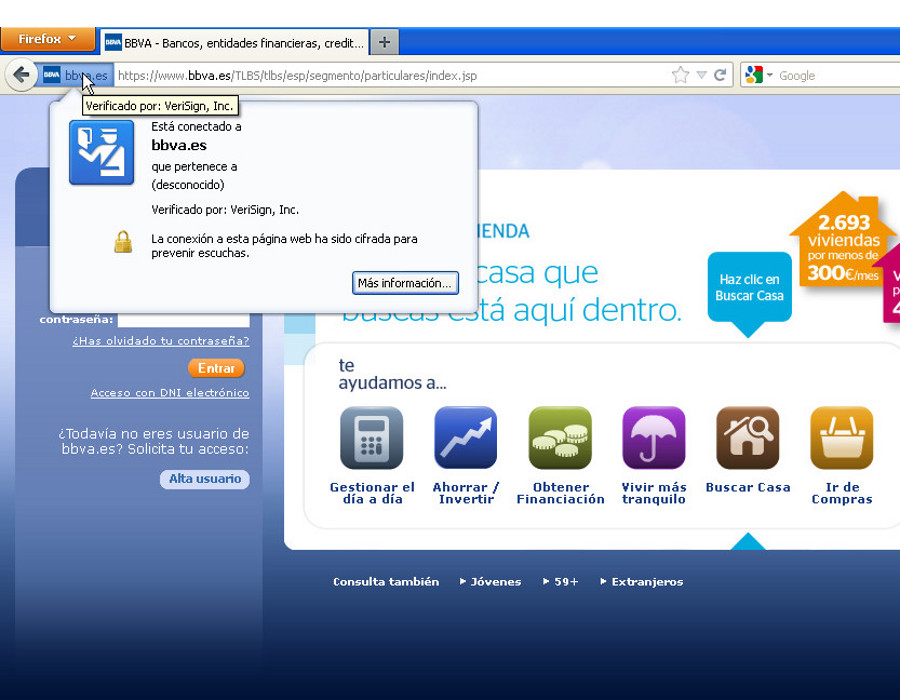 Firefox
BBVA BBVA - Bancos, entidades financieras, credit...
BBVA bbva.es https://www.bbva.es/TLBS/tlbs/esp/segmento/particulares/index.jsp
Google
Verificado por: VeriSign, Inc.
Está conectado a
bbva.es
que pertenece a
(desconocido)
Verificado por: VeriSign, Inc.
La conexión a esta página web ha sido cifrada para
prevenir escuchas.
Más información...
contraseña:
¿Has olvidado tu contraseña?
Entrar
Acceso con DNI electrónico
¿Todavía no eres usuario de
bbva.es? Solicita tu acceso:
Alta usuario
casa que
buscas está aquí dentro.
Haz clic en
Buscar Casa
2.693
viviendas
por menos de
300€/mes
te
ayudamos a...
Gestionar el
día a día
Ahorrar /
Invertir
Obtener
Financiación
Vivir más
tranquilo
Buscar Casa
Ir de
Compras
Consulta también
Jóvenes
59+
Extranjeros